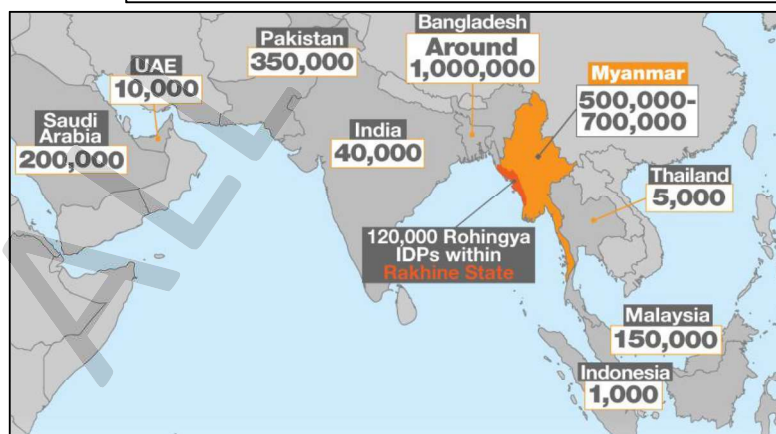 Bangladesh
Around
1,000,000
Pakistan
350,000
UAE
10,000
Myanmar
500,000-
700,000
Saudi
Arabia
200,000
India
40,000
Thailand
5,000
120,000 Rohingya
IDPs within
Rakhine State
Malaysia
150,000
Indonesia
1,000